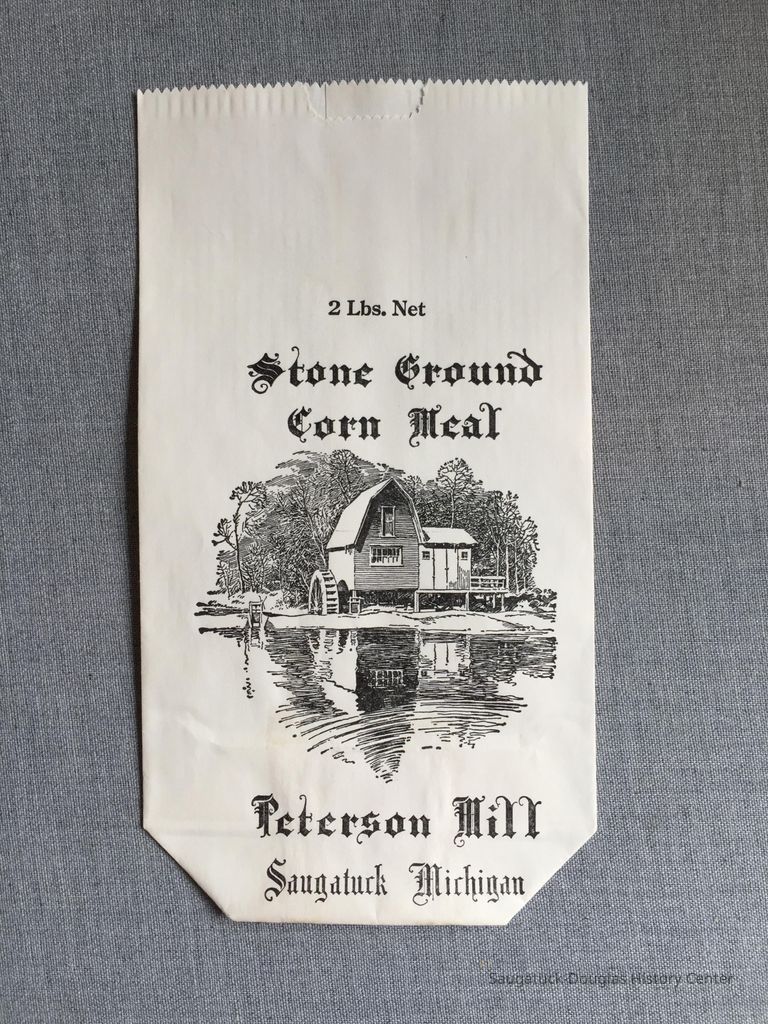 2 Lbs. Net
Stone Ground
Corn Meal
Peterson Mill
Saugatuck Michigan
Saugatuck-Douglas History Center